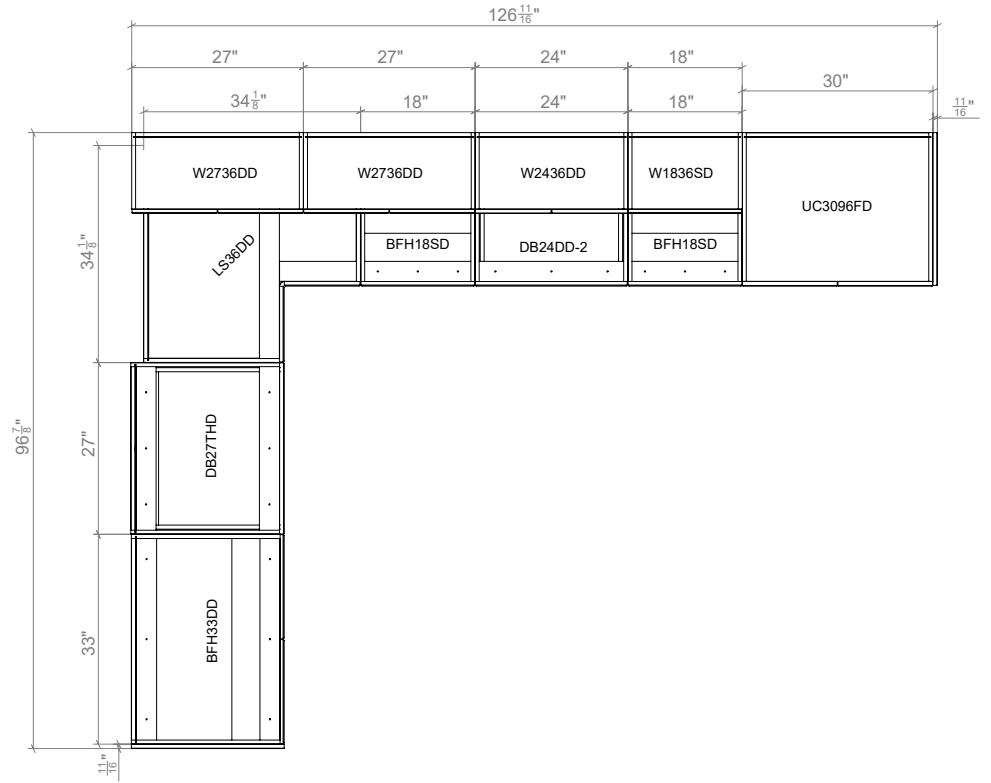 126 11/16"
27" 27" 24" 18"
30"
34 1/8" 18" 24" 18"
11/16"
W2736DD W2736DD W2436DD W1836SD
UC3096FD
LS36DD BFH18SD DB24DD-2 BFH18SD
34 1/8"
96 7/8"
27"
DB27THD
33"
BFH33DD
11/16"